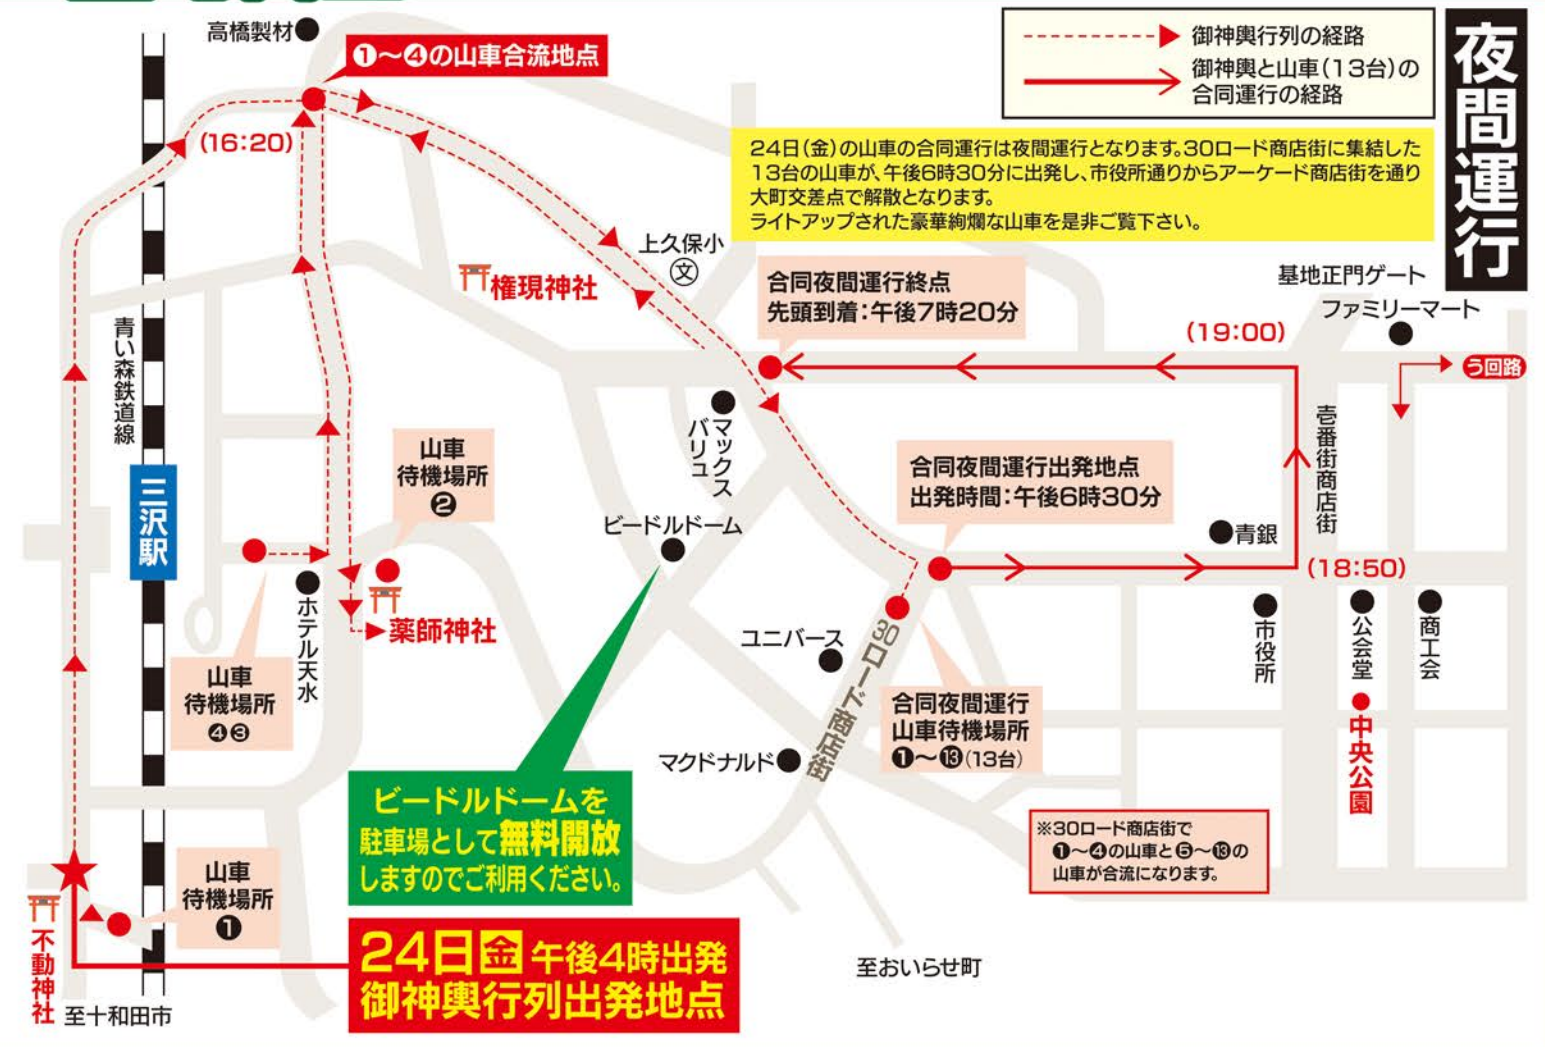 夜間運行
御神輿行列の経路
御神輿と山車(13台)の
合同運行の経路
24日(金)の山車の合同運行は夜間運行となります。30ロード商店街に集結した
13台の山車が、午後6時30分に出発し、市役所通りからアーケード商店街を通り
大町交差点で解散となります。
ライトアップされた豪華絢爛な山車を是非ご覧下さい。
高橋製材
❶〜❹の山車合流地点
(16:20)
上久保小
文
権現神社
合同夜間運行終点
先頭到着:午後7時20分
基地正門ゲート
ファミリーマート
(19:00)
う回路
青い森鉄道線
三沢駅
マックス
バリュ
壱番街商店街
山車
待機場所
❷
合同夜間運行出発地点
出発時間:午後6時30分
ビードルドーム
青銀
(18:50)
ホテル天水
薬師神社
ユニバース
30ロード商店街
市役所
公会堂
商工会
中央公園
山車
待機場所
❹❸
合同夜間運行
山車待機場所
❶〜⓭(13台)
マクドナルド
ビードルドームを
駐車場として無料開放
しますのでご利用ください。
※30ロード商店街で
❶〜❹の山車と❺〜⓭の
山車が合流になります。
山車
待機場所
❶
不動神社
24日金午後4時出発
御神輿行列出発地点
至おいらせ町
至十和田市